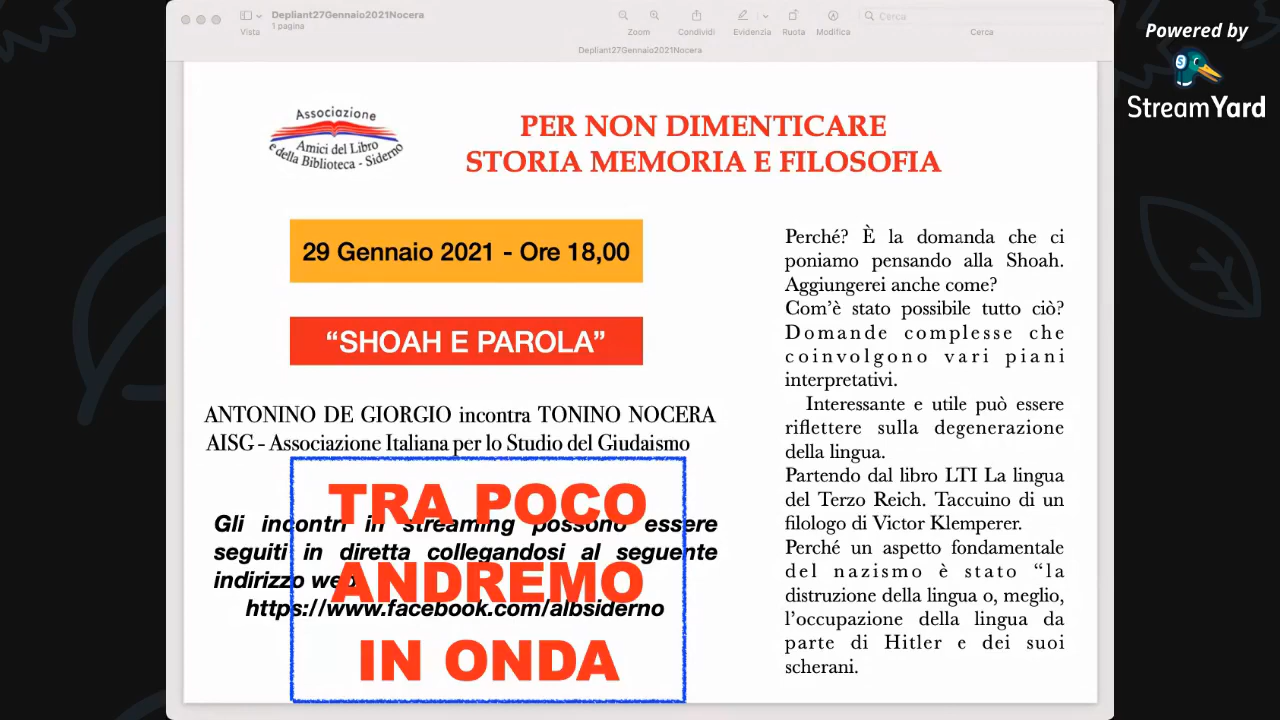 Depliant27Gennaio2021Nocera
1 pagina
Vista
Zoom
Condividi
Evidenzia
Ruota
Modifica
Cerca
Cerca
Depliant27Gennaio2021Nocera
Powered by
StreamYard
Associazione
Amici del Libro
e della Biblioteca - Siderno
PER NON DIMENTICARE
STORIA MEMORIA E FILOSOFIA
29 Gennaio 2021 - Ore 18,00
“SHOAH E PAROLA”
ANTONINO DE GIORGIO incontra TONINO NOCERA
AISG – Associazione Italiana per lo Studio del Giudaismo
Gli incontri in streaming possono essere
seguiti in diretta collegandosi al seguente
indirizzo web
https://www.facebook.com/albsiderno
TRA POCO
ANDREMO
IN ONDA
Perché? È la domanda che ci
poniamo pensando alla Shoah.
Aggiungerei anche come?
Com’è stato possibile tutto ciò?
Domande complesse che
coinvolgono vari piani
interpretativi.
Interessante e utile può essere
riflettere sulla degenerazione
della lingua.
Partendo dal libro LTI La lingua
del Terzo Reich. Taccuino di un
filologo di Victor Klemperer.
Perché un aspetto fondamentale
del nazismo è stato “la
distruzione della lingua o, meglio,
l’occupazione della lingua da
parte di Hitler e dei suoi
scherani.